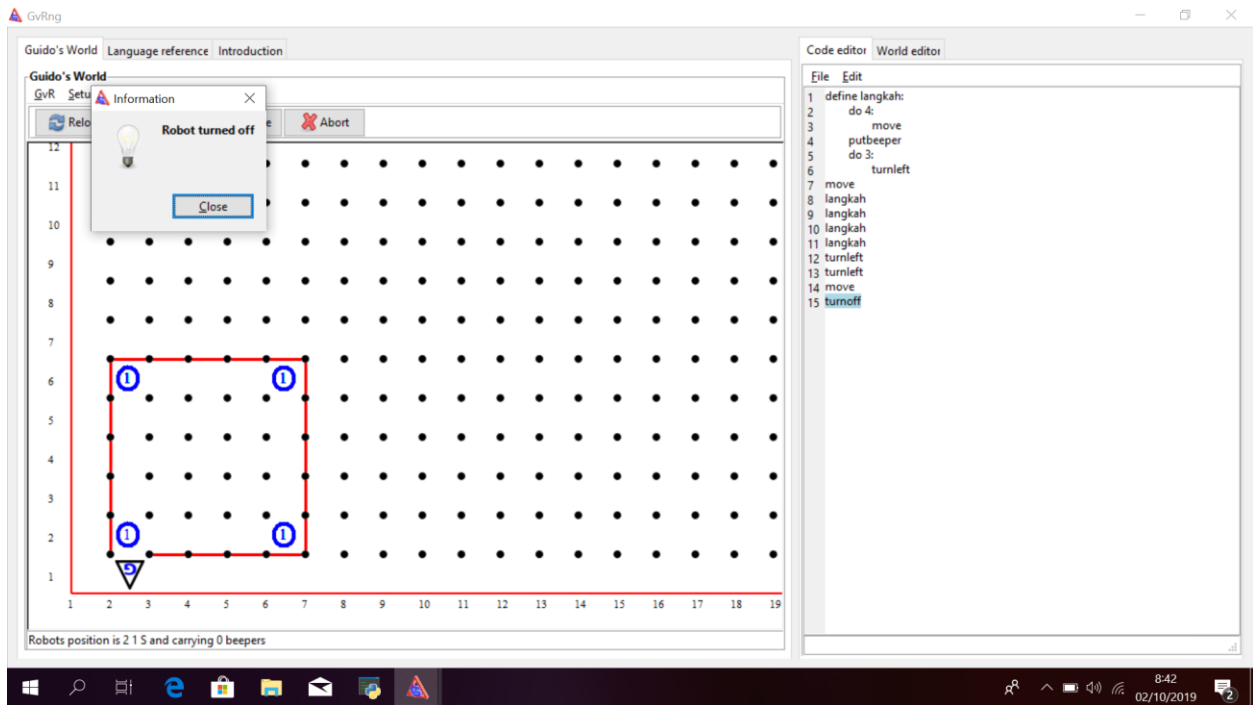 GvRng
Guido's World Language reference Introduction
Guido's World
GvR Setu
Relo e Abort
Information
Robot turned off
Close
12
11
10
9
8
7
6
5
4
3
2
1
1 1
1 1
G
1 2 3 4 5 6 7 8 9 10 11 12 13 14 15 16 17 18 19
Robots position is 2 1 S and carrying 0 beepers
Code editor World editor
File Edit
1 define langkah:
2 do 4:
3 move
4 putbeeper
5 do 3:
6 turnleft
7 move
8 langkah
9 langkah
10 langkah
11 langkah
12 turnleft
13 turnleft
14 move
15 turnoff
8:42
02/10/2019
2